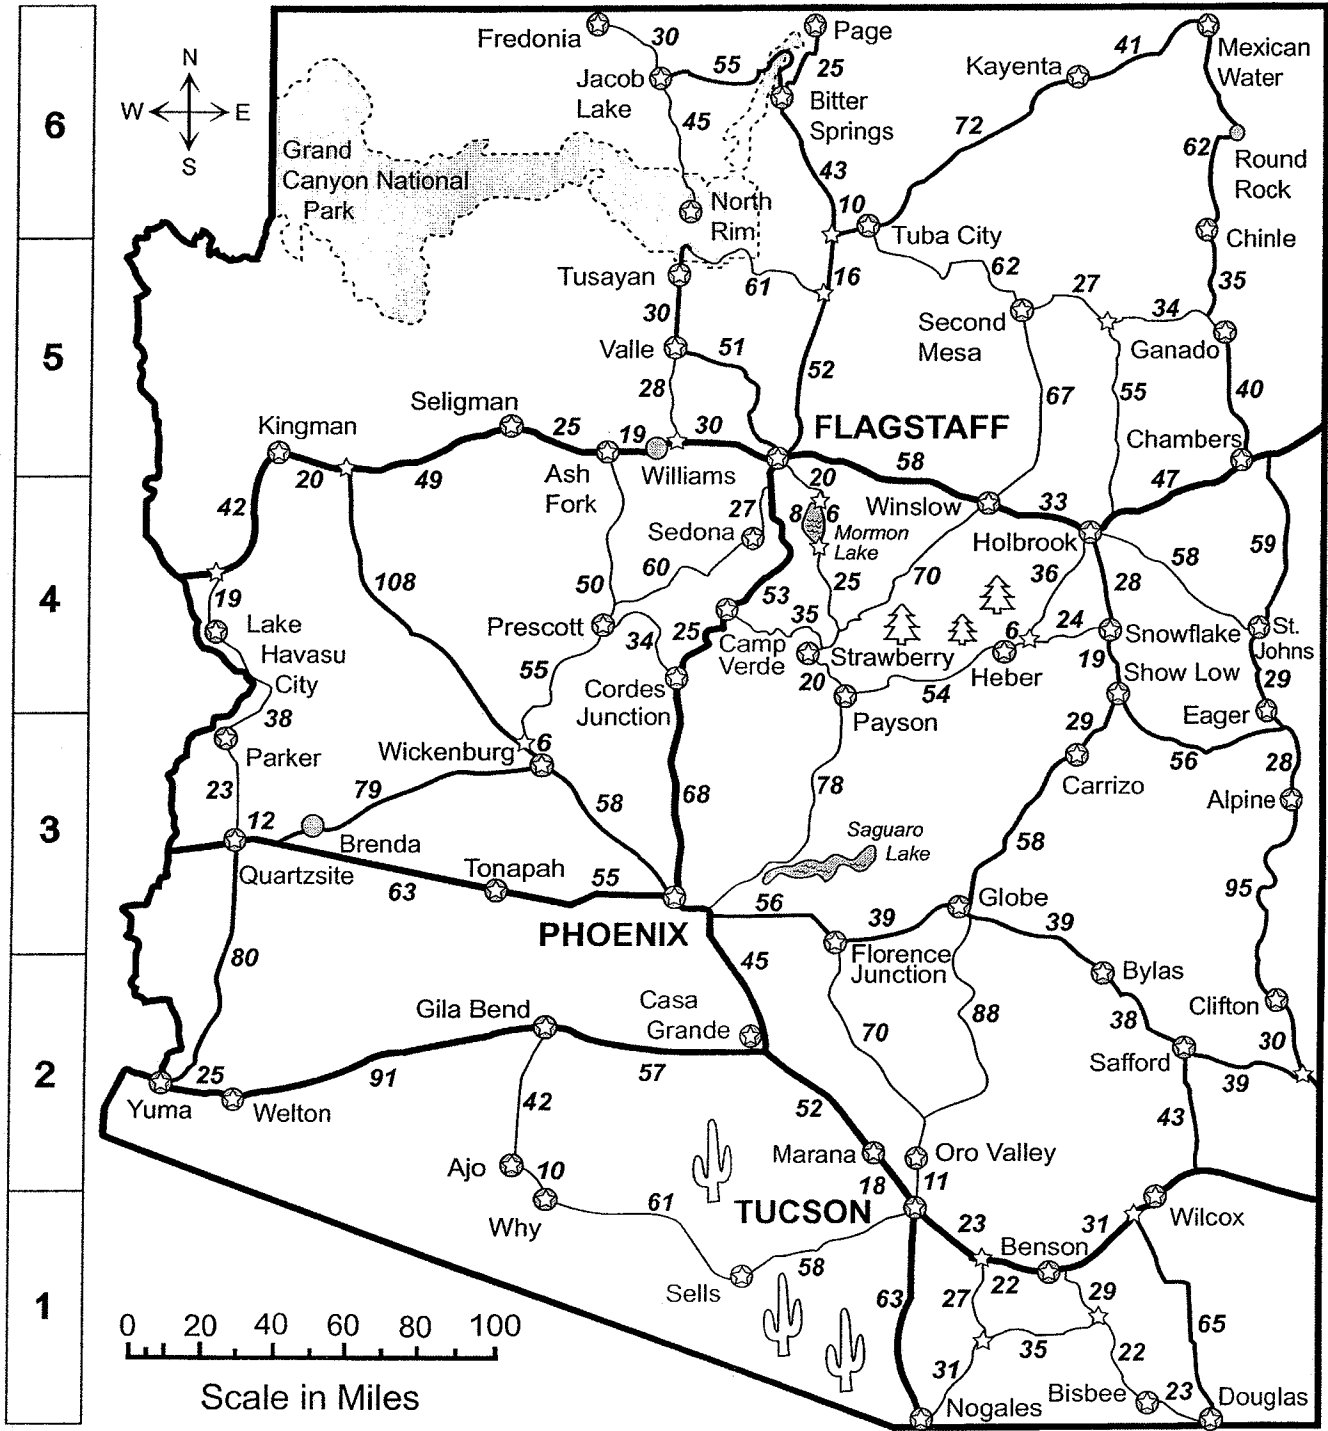 Fredonia
30
Page
Mexican
Water
41
Kayenta
55
25
Jacob
Lake
Bitter
Springs
N
W
E
S
6
45
72
62
Round
Rock
Grand
Canyon National
Park
43
North
Rim
10
Tuba City
Chinle
Tusayan
61
16
62
27
35
30
34
Second
Mesa
Ganado
Valle
51
5
52
28
67
55
40
Seligman
Kingman
25
19
30
FLAGSTAFF
Chambers
Ash
Fork
Williams
58
20
49
20
47
Winslow
33
42
27
8
6
Mormon
Lake
Sedona
Holbrook
58
59
60
70
36
108
25
28
4
19
50
53
35
24
Lake
Havasu
City
Prescott
34
25
Camp
Verde
Strawberry
6
Heber
Snowflake
St.
Johns
55
20
54
19
Show Low
Cordes
Junction
29
38
Payson
29
Eager
Parker
Wickenburg
6
56
28
23
79
58
68
78
Carrizo
Alpine
3
12
Brenda
Saguaro
Lake
58
Quartzsite
63
Tonapah
55
95
56
39
Globe
39
PHOENIX
Florence
Junction
80
45
Bylas
Gila Bend
Casa
Grande
88
38
Clifton
70
30
2
25
91
57
Safford
39
Yuma
Welton
42
52
43
Ajo
10
Marana
Oro Valley
18
11
Why
61
TUCSON
23
31
Wilcox
58
Benson
Sells
22
1
63
27
29
65
0 20 40 60 80 100
35
22
31
Scale in Miles
Nogales
Bisbee
23
Douglas